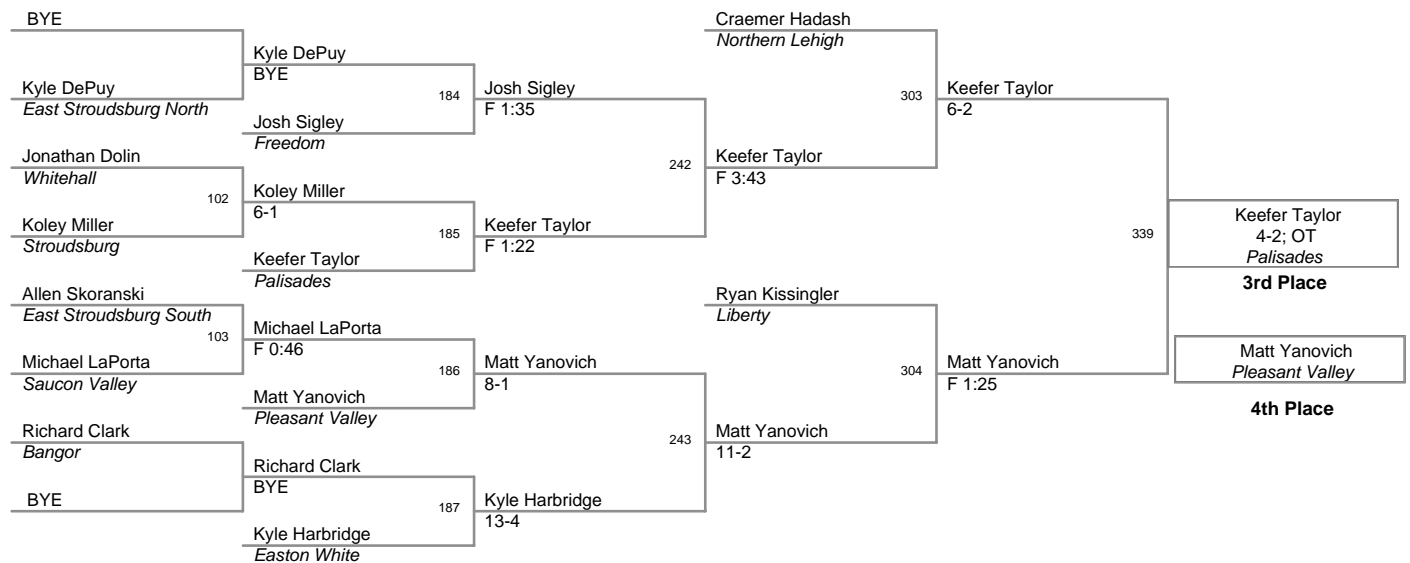 BYE
Kyle DePuy
East Stroudsburg North
Jonathan Dolin
Whitehall
102
Koley Miller
Stroudsburg
Allen Skoranski
East Stroudsburg South
103
Michael LaPorta
Saucon Valley
Richard Clark
Bangor
BYE
Kyle DePuy
BYE
184
Josh Sigley
Freedom
Koley Miller
6-1
185
Keefer Taylor
Palisades
Michael LaPorta
F 0:46
186
Matt Yanovich
Pleasant Valley
Richard Clark
BYE
187
Kyle Harbridge
Easton White
Josh Sigley
F 1:35
242
Keefer Taylor
F 1:22
Matt Yanovich
8-1
243
Kyle Harbridge
13-4
Craemer Hadash
Northern Lehigh
303
Keefer Taylor
F 3:43
Ryan Kissingler
Liberty
304
Matt Yanovich
11-2
Keefer Taylor
6-2
339
Matt Yanovich
F 1:25
Keefer Taylor
4-2; OT
Palisades
3rd Place
Matt Yanovich
Pleasant Valley
4th Place